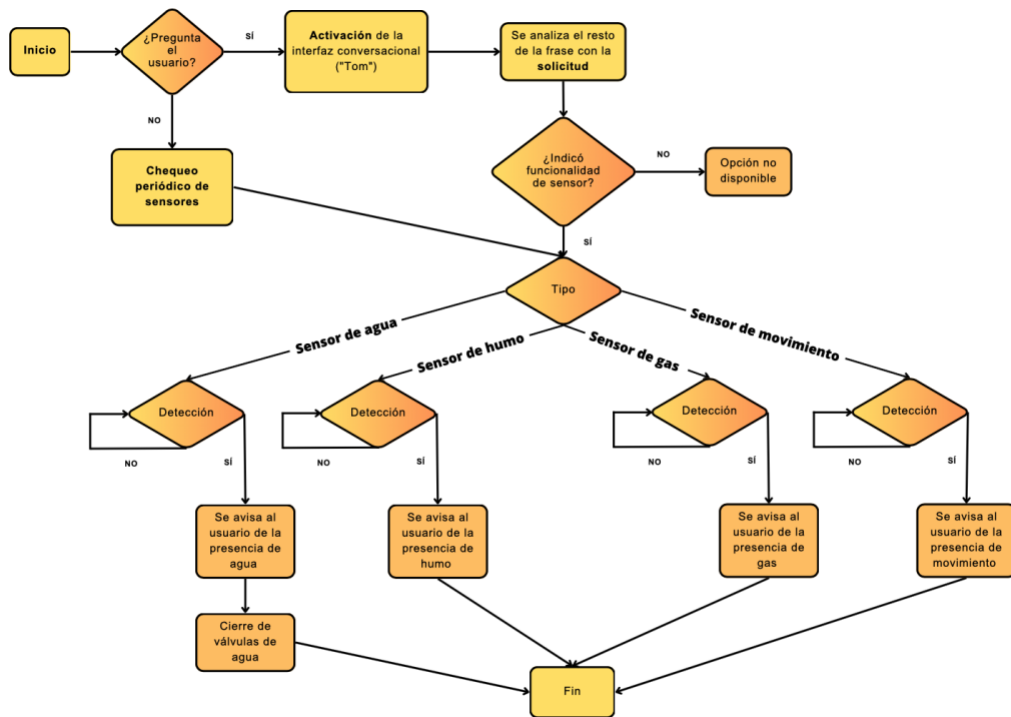 Inicio
¿Pregunta
el
usuario?
SÍ
Activación de la
interfaz conversacional
("Tom")
Se analiza el resto
de la frase con la
solicitud
NO
Chequeo
periódico de
sensores
¿Indicó
funcionalidad
de sensor?
NO
Opción no
disponible
SÍ
Tipo
Sensor de agua
Sensor de humo
Sensor de gas
Sensor de movimiento
Detección
NO
SÍ
Detección
NO
SÍ
Detección
NO
SÍ
Detección
NO
SÍ
Se avisa al
usuario de la
presencia de
agua
Se avisa al
usuario de la
presencia de
humo
Se avisa al
usuario de la
presencia de
gas
Se avisa al
usuario de la
presencia de
movimiento
Cierre de
válvulas de
agua
Fin